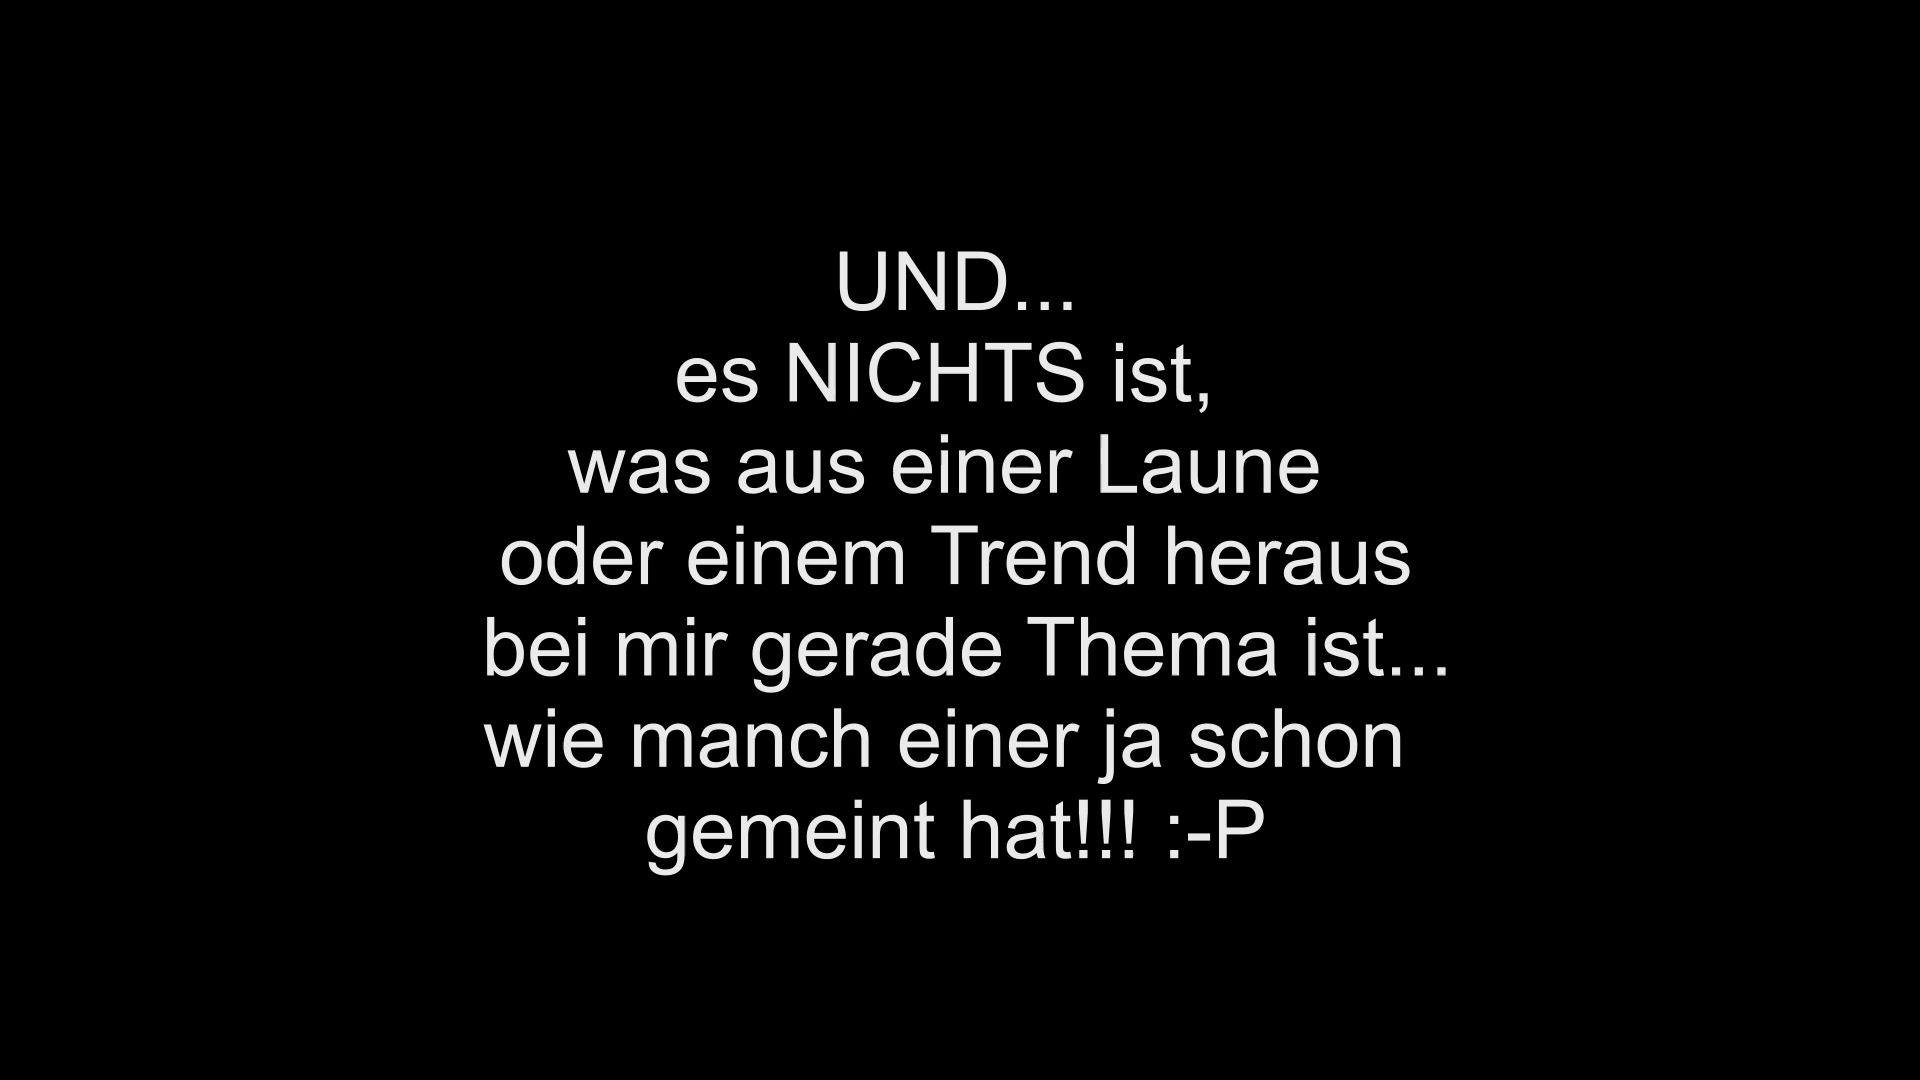 UND...
es NICHTS ist,
was aus einer Laune
oder einem Trend heraus
bei mir gerade Thema ist...
wie manch einer ja schon
gemeint hat!!! :-P